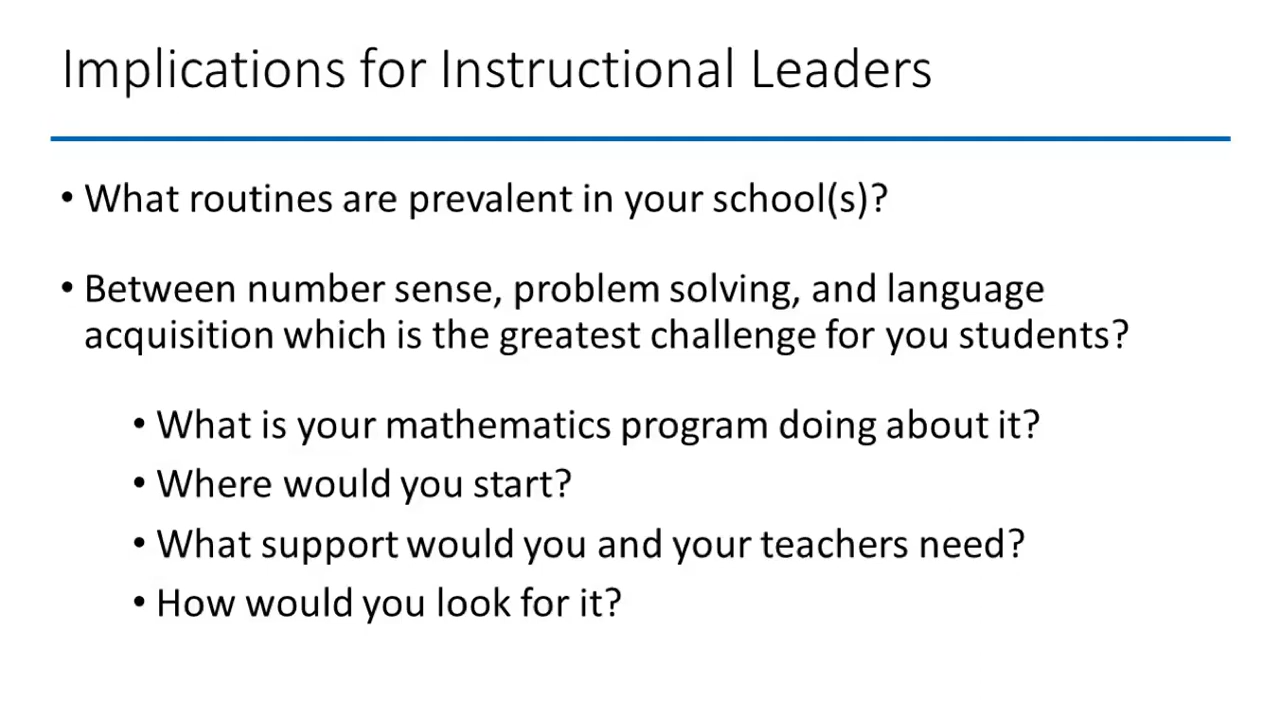 Implications for Instructional Leaders
• What routines are prevalent in your school(s)?
• Between number sense, problem solving, and language
acquisition which is the greatest challenge for you students?
• What is your mathematics program doing about it?
• Where would you start?
• What support would you and your teachers need?
• How would you look for it?